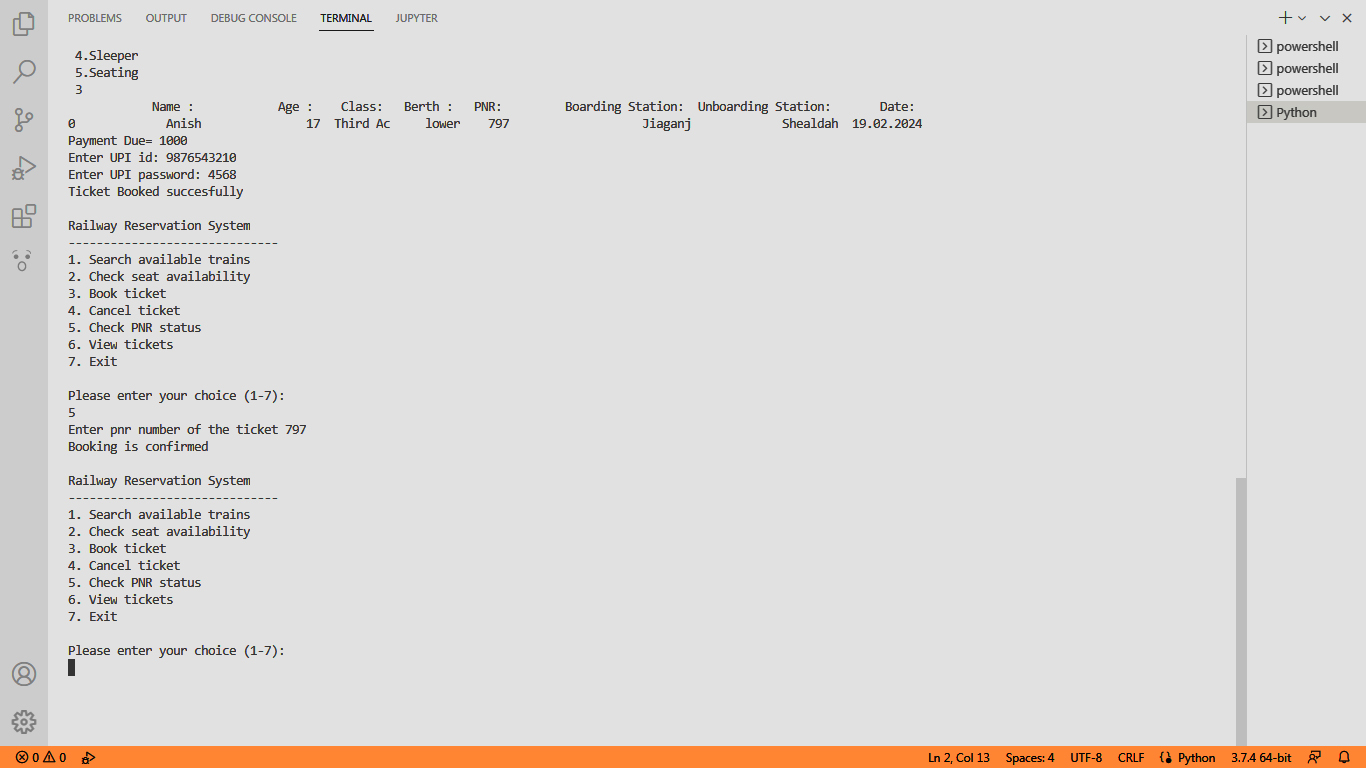 PROBLEMS OUTPUT DEBUG CONSOLE TERMINAL JUPYTER
4.Sleeper
5.Seating
3
Name : Age : Class: Berth : PNR: Boarding Station: Unboarding Station: Date:
0 Anish 17 Third Ac lower 797 Jiaganj Shealdah 19.02.2024
Payment Due= 1000
Enter UPI id: 9876543210
Enter UPI password: 4568
Ticket Booked succesfully
Railway Reservation System
------------------------------
1. Search available trains
2. Check seat availability
3. Book ticket
4. Cancel ticket
5. Check PNR status
6. View tickets
7. Exit
Please enter your choice (1-7):
5
Enter pnr number of the ticket 797
Booking is confirmed
Railway Reservation System
------------------------------
1. Search available trains
2. Check seat availability
3. Book ticket
4. Cancel ticket
5. Check PNR status
6. View tickets
7. Exit
Please enter your choice (1-7):
powershell
powershell
powershell
Python
0 0 Ln 2, Col 13 Spaces: 4 UTF-8 CRLF Python 3.7.4 64-bit